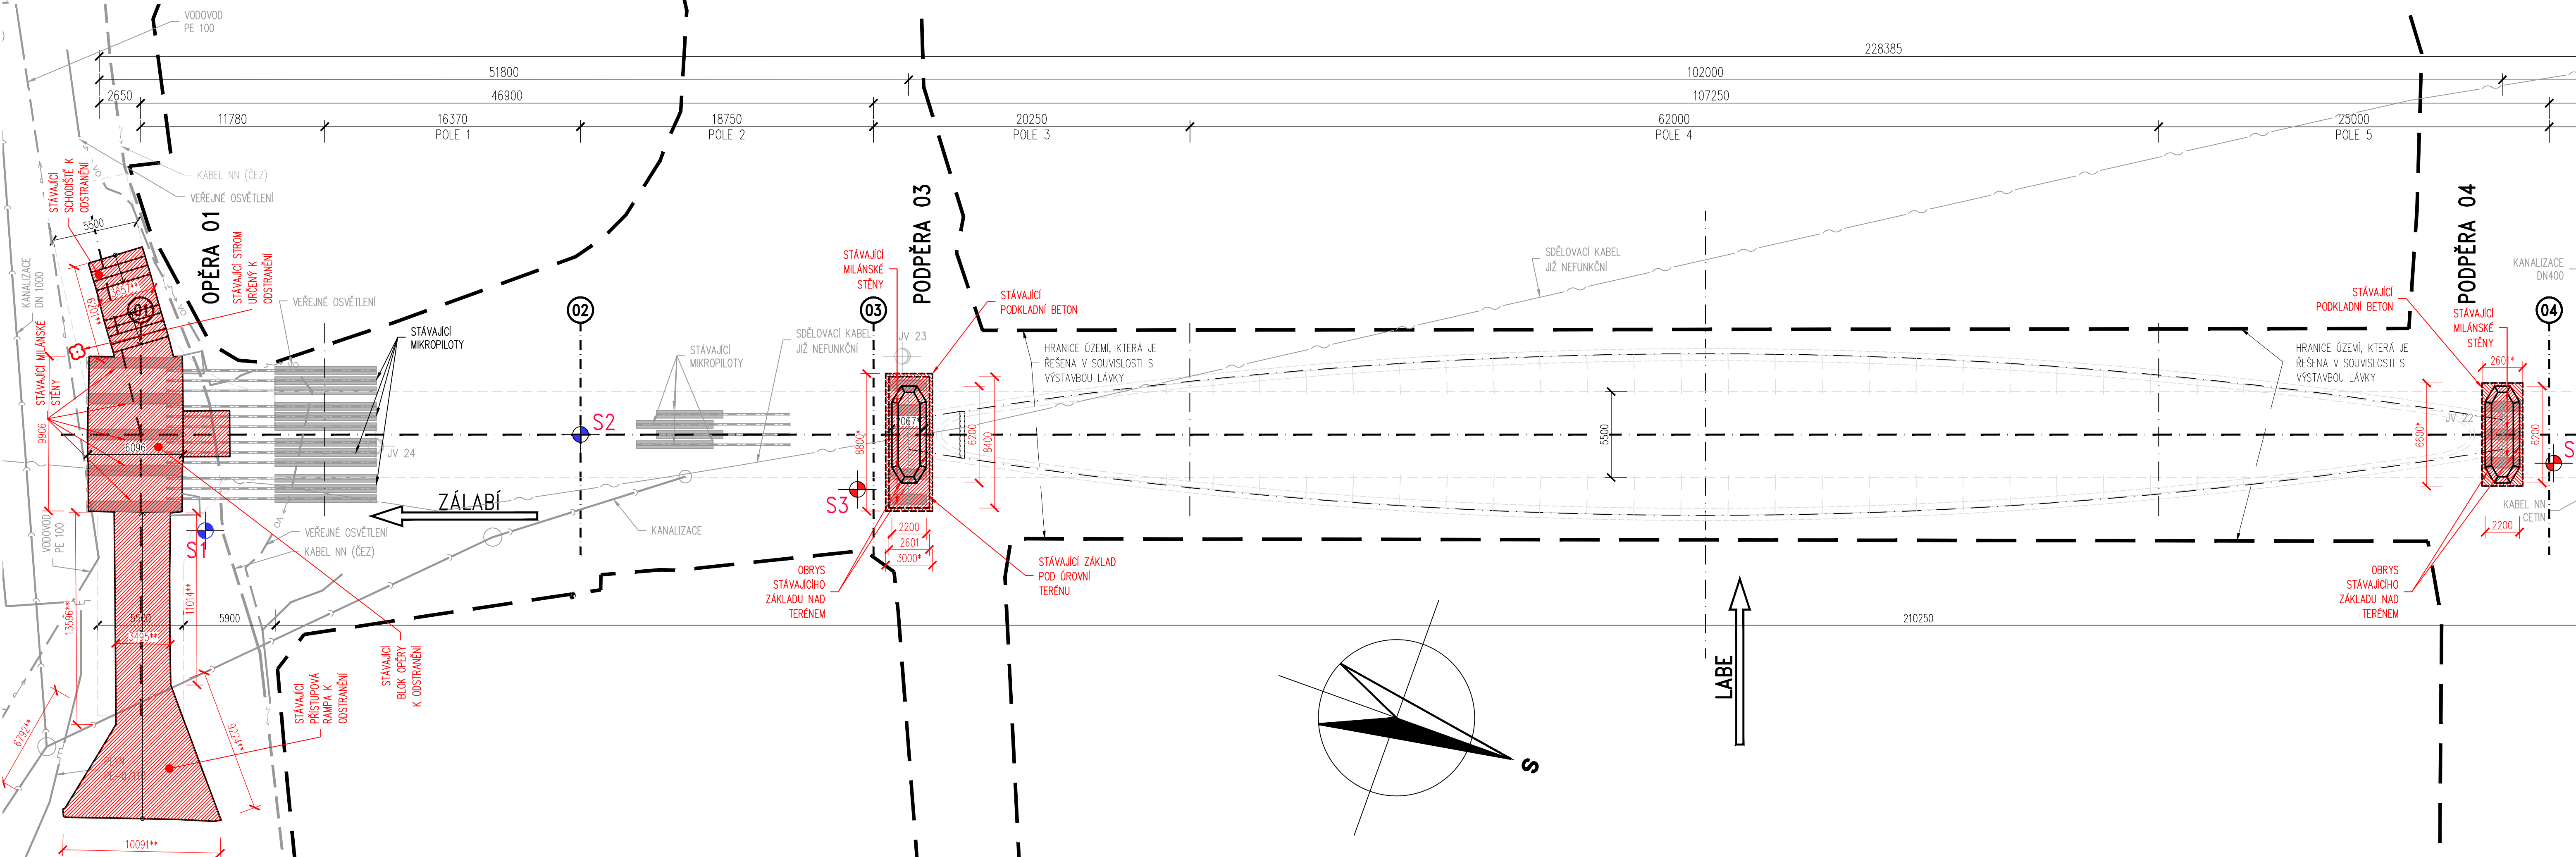 VODOVOD
PE 100
228385
51800
102000
2650
46900
107250
11780
16370
18750
20250
62000
25000
POLE 1
POLE 2
POLE 3
POLE 4
POLE 5
KABEL NN (ČEZ)
VEŘEJNÉ OSVĚTLENÍ
STÁVAJÍCÍ
SCHODIŠTĚ K
ODSTRANĚNÍ
5500
OPĚRA 01
STÁVAJÍCÍ STROM
URČENÝ K
ODSTRANĚNÍ
KANALIZACE
DN 1000
6201**
3657**
01
VEŘEJNÉ OSVĚTLENÍ
STÁVAJÍCÍ
MIKROPILOTY
02
STÁVAJÍCÍ
MIKROPILOTY
SDĚLOVACÍ KABEL
JIŽ NEFUNKČNÍ
03
JV 23
STÁVAJÍCÍ
MILÁNSKÉ
STĚNY
PODPĚRA 03
STÁVAJÍCÍ
PODKLADNÍ BETON
HRANICE ÚZEMÍ, KTERÁ JE
ŘEŠENA V SOUVISLOSTI S
VÝSTAVBOU LÁVKY
SDĚLOVACÍ KABEL
JIŽ NEFUNKČNÍ
HRANICE ÚZEMÍ, KTERÁ JE
ŘEŠENA V SOUVISLOSTI S
VÝSTAVBOU LÁVKY
STÁVAJÍCÍ
PODKLADNÍ BETON
PODPĚRA 04
STÁVAJÍCÍ
MILÁNSKÉ
STĚNY
KANALIZACE
DN400
04
2601*
STÁVAJÍCÍ MILÁNSKÉ
STĚNY
9906
6096
JV 24
S2
8800*
6200
8400
5500
JV 22
6600*
6200
S1
ZÁLABÍ
S3
KANALIZACE
2200
2601
3000*
STÁVAJÍCÍ ZÁKLAD
POD ÚROVNÍ
TERÉNU
OBRYS
STÁVAJÍCÍHO
ZÁKLADU NAD
TERÉNEM
2200
KABEL NN
CETIN
OBRYS
STÁVAJÍCÍHO
ZÁKLADU NAD
TERÉNEM
VODOVOD
PE 100
VEŘEJNÉ OSVĚTLENÍ
KABEL NN (ČEZ)
13596**
11014**
5500
5900
210250
3495**
STÁVAJÍCÍ
BLOK OPĚRY
K ODSTRANĚNÍ
STÁVAJÍCÍ
PŘÍSTUPOVÁ
RAMPA K
ODSTRANĚNÍ
6792**
9224**
PLYN
10091**
LABE
S